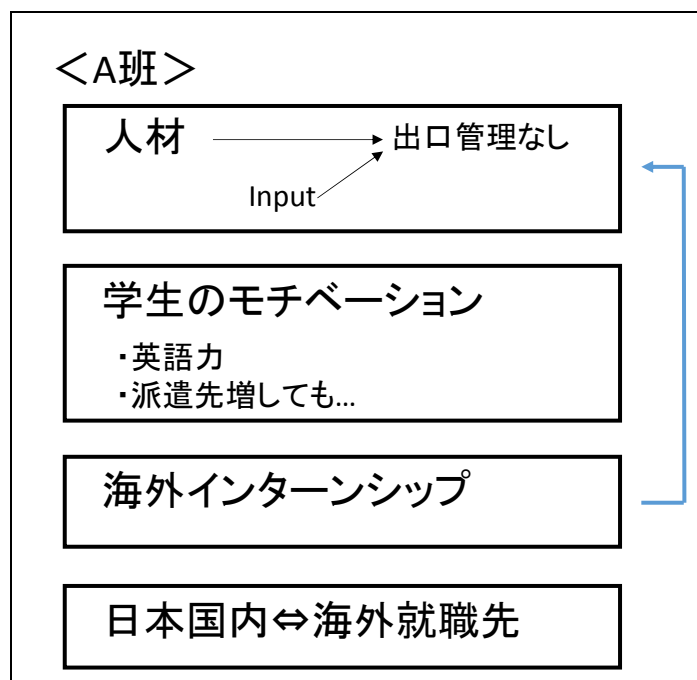 ＜A班＞
人材 出口管理なし
Input
学生のモチベーション
・英語力
・派遣先増しても…
海外インターンシップ
日本国内⇔海外就職先